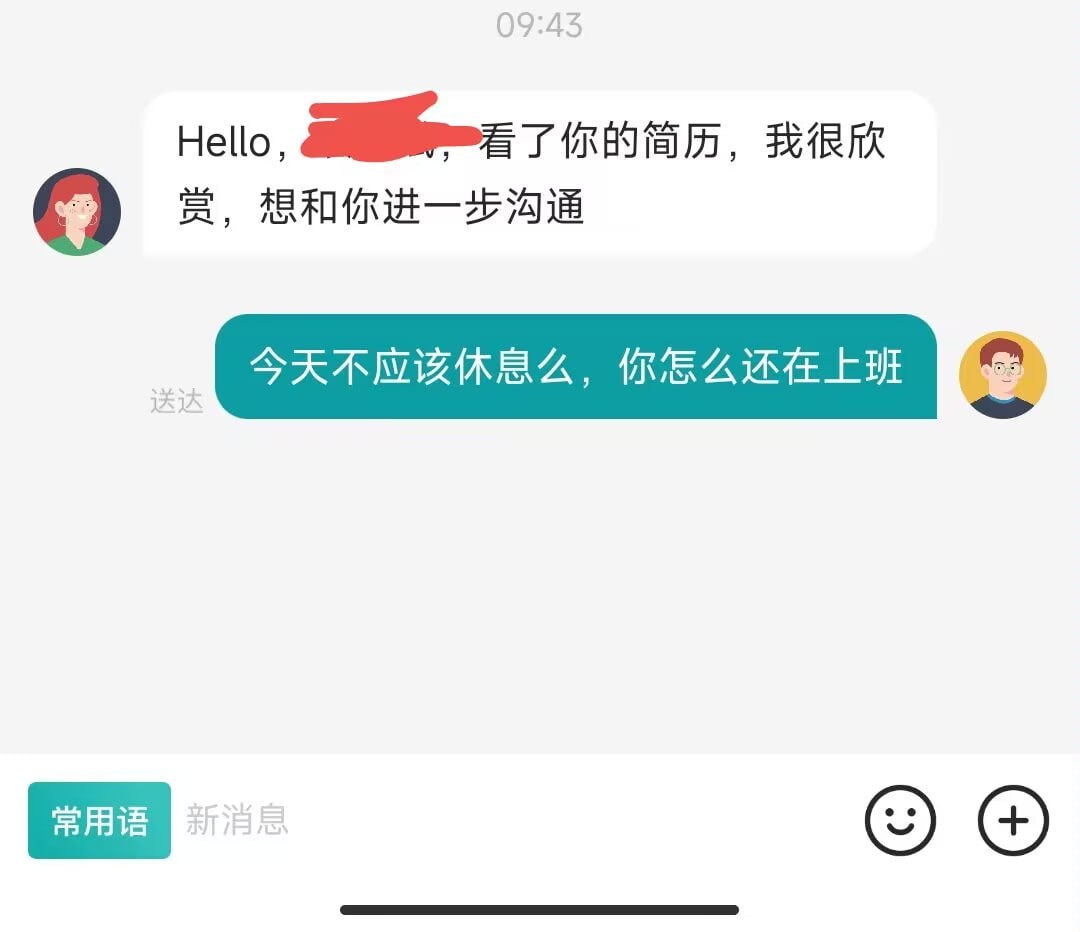 09:43
Hello, ，看了你的简历，我很欣
赏，想和你进一步沟通
今天不应该休息么，你怎么还在上班
送达
常用语 新消息